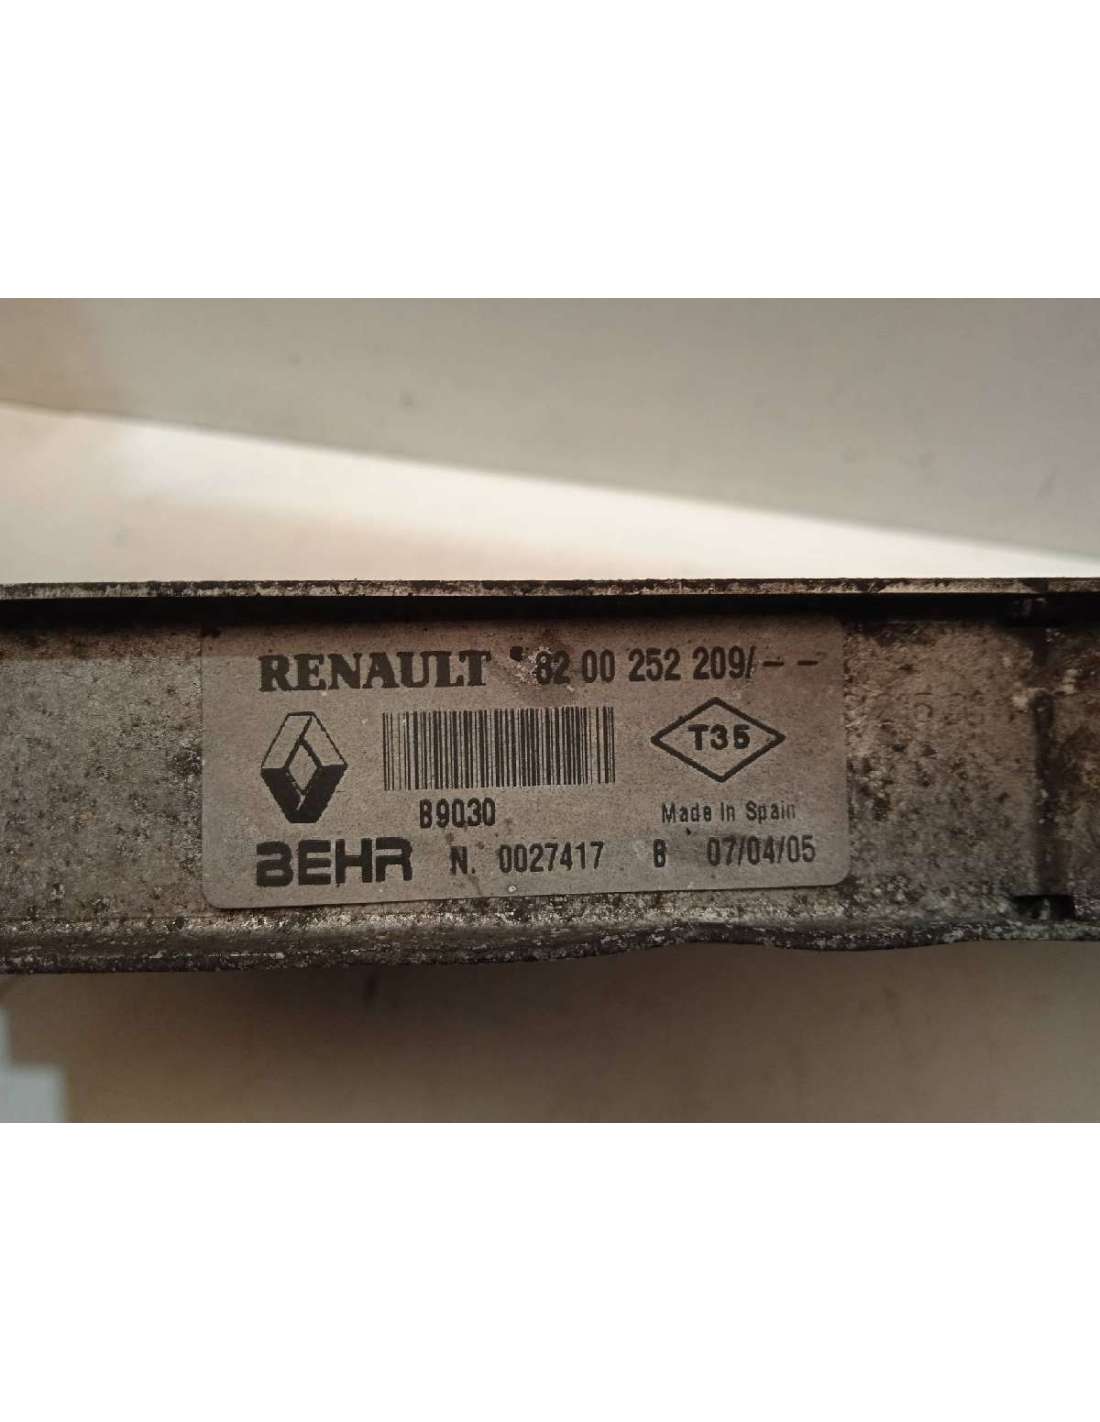 RENAULT 82 00 252 209/--
T35
B9030
Made In Spain
BEHR N. 0027417 B 07/04/05